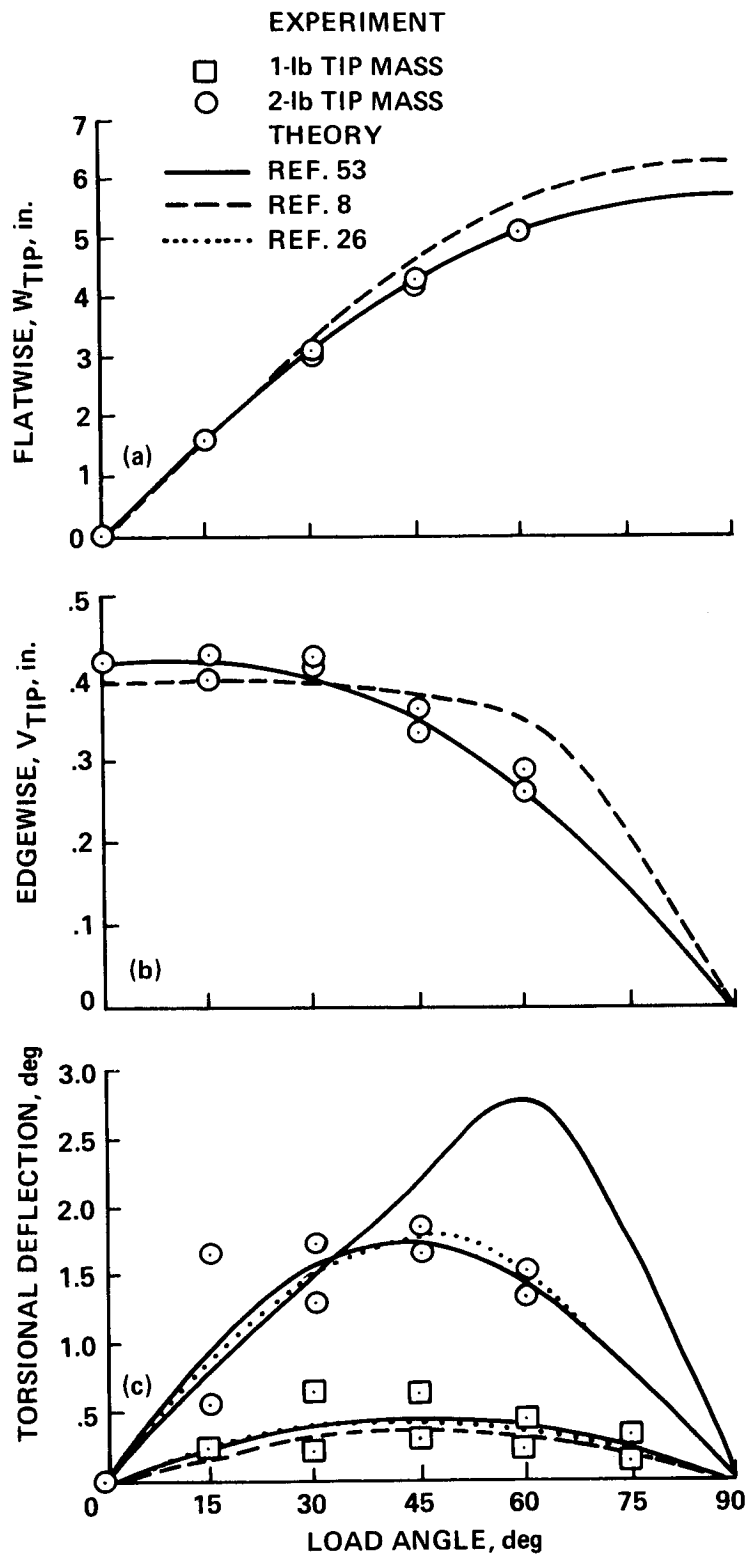 EXPERIMENT
1-lb TIP MASS
2-lb TIP MASS
THEORY
REF. 53
REF. 8
REF. 26
FLATWISE, WTIP, in.
7
6
5
4
3
2
1
0
(a)
EDGEWISE, VTIP, in.
.5
.4
.3
.2
.1
0
(b)
TORSIONAL DEFLECTION, deg
3.0
2.5
2.0
1.5
1.0
.5
0
(c)
15 30 45 60 75 90
LOAD ANGLE, deg